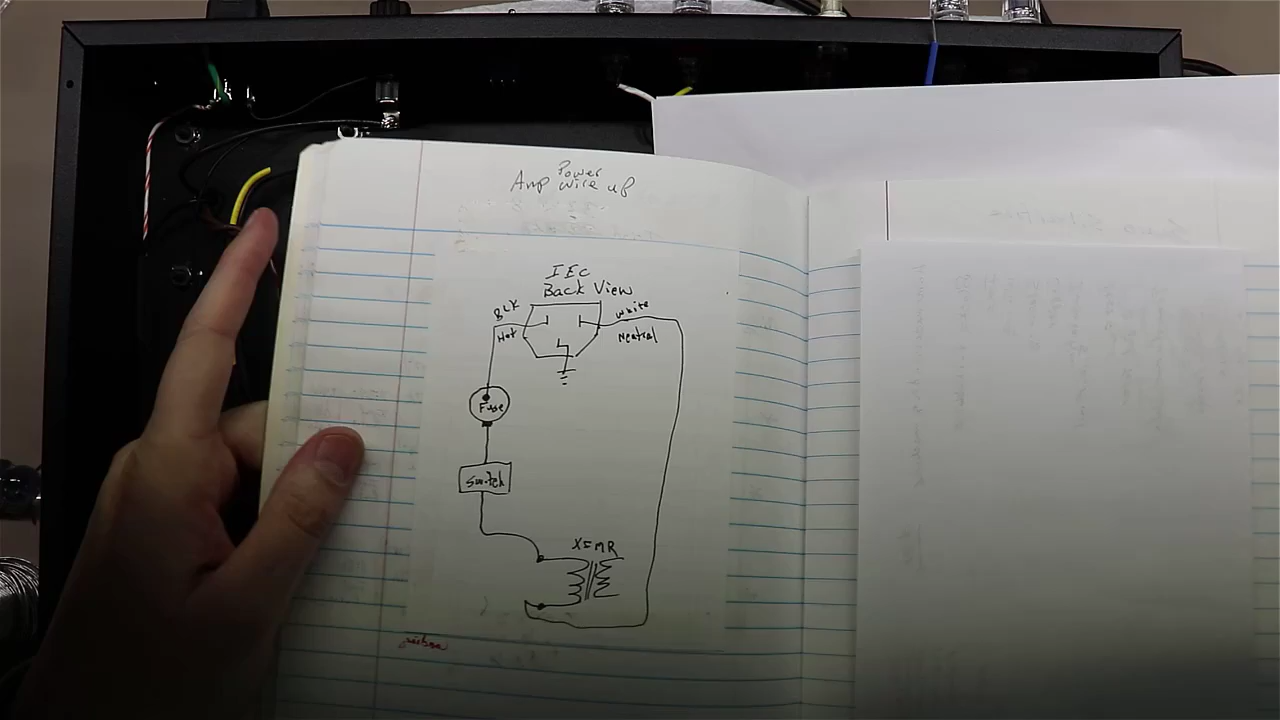 Power
Amp wire up
IEC
Back View
BLK
White
Hot
Neutral
Fuse
Switch
XFMR